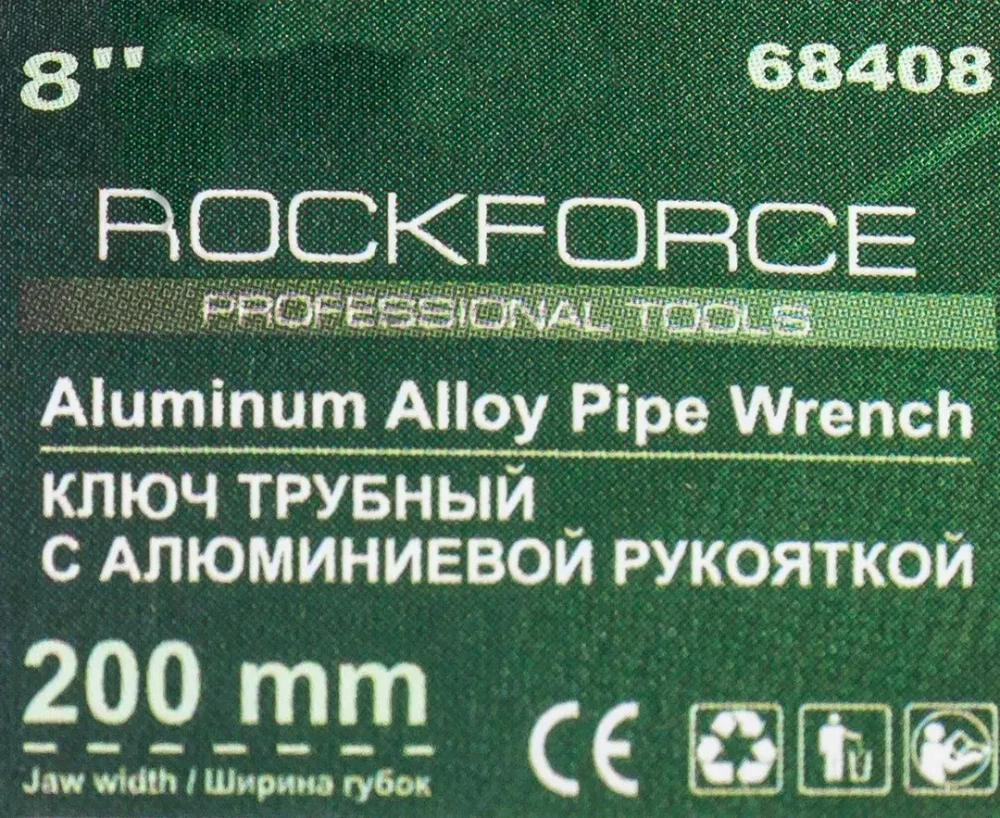 8"
68408
ROCKFORCE
PROFESSIONAL TOOLS
Aluminum Alloy Pipe Wrench
КЛЮЧ ТРУБНЫЙ
С АЛЮМИНИЕВОЙ РУКОЯТКОЙ
200 mm
Jaw width / Ширина губок
CE